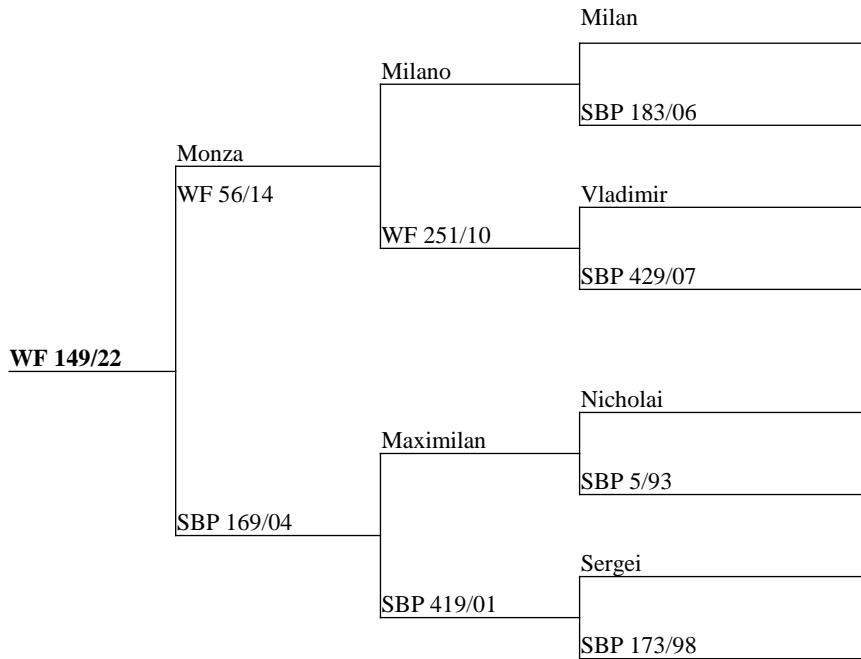 Milan
Milano
SBP 183/06
Monza
WF 56/14
Vladimir
WF 251/10
SBP 429/07
WF 149/22
Nicholai
Maximilan
SBP 5/93
SBP 169/04
Sergei
SBP 419/01
SBP 173/98